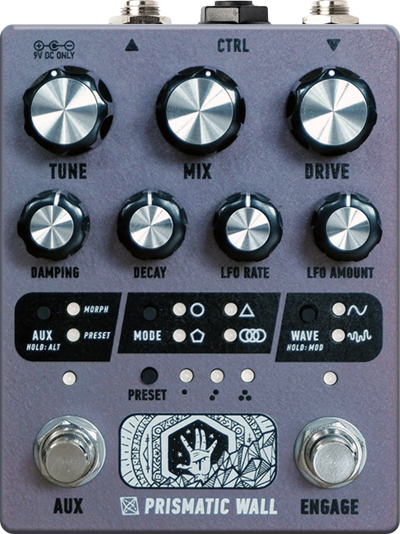 CTRL
9V DC ONLY
TUNE MIX DRIVE
DAMPING DECAY LFO RATE LFO AMOUNT
MORPH
AUX PRESET MODE WAVE
HOLD: ALT HOLD: MOD
PRESET
AUX PRISMATIC WALL ENGAGE